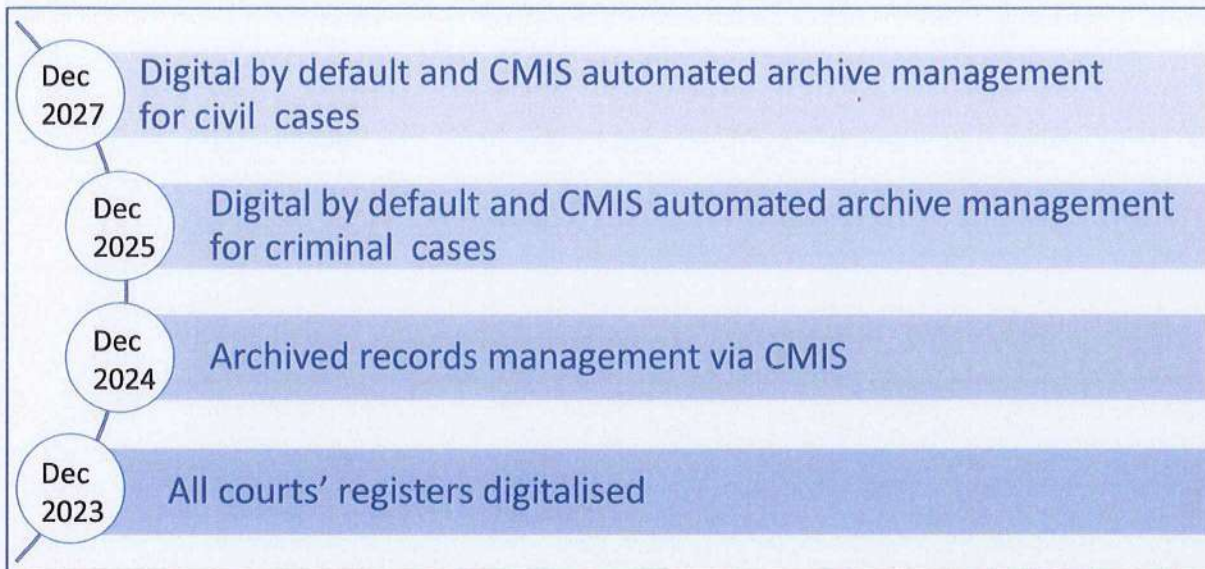 Dec
2027
Digital by default and CMIS automated archive management
for civil cases
Dec
2025
Digital by default and CMIS automated archive management
for criminal cases
Dec
2024
Archived records management via CMIS
Dec
2023
All courts’ registers digitalised